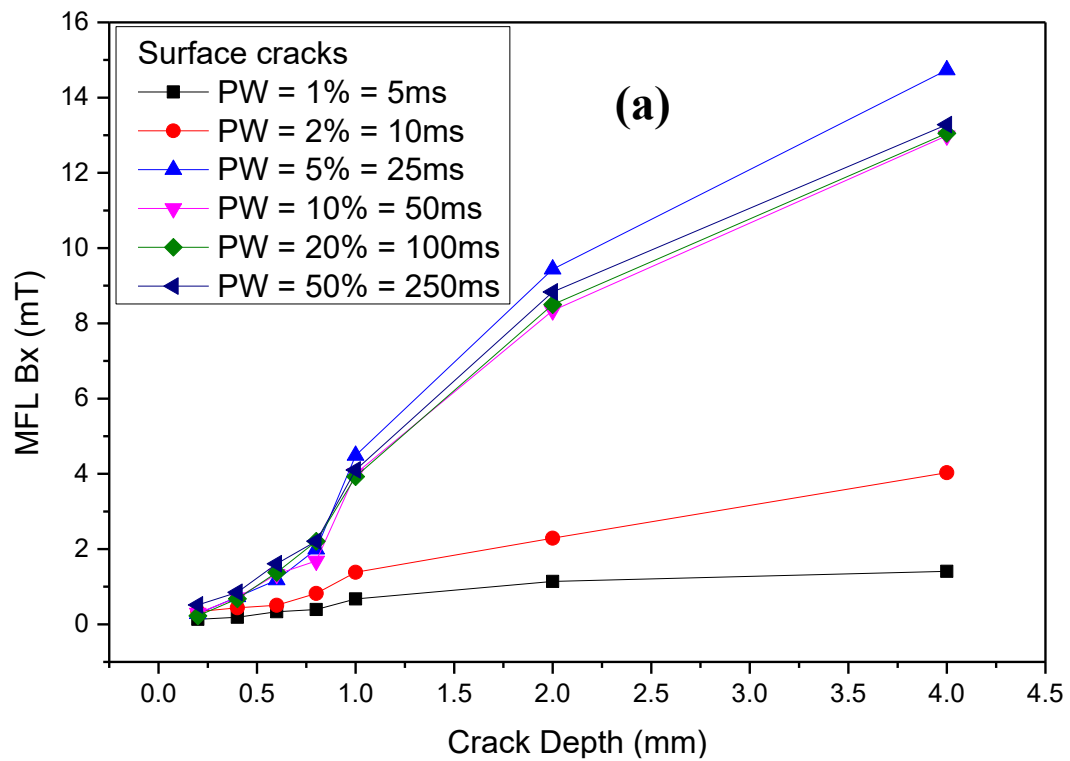 16
14
12
10
8
6
4
2
0
MFL Bx (mT)
Surface cracks
PW = 1% = 5ms
PW = 2% = 10ms
PW = 5% = 25ms
PW = 10% = 50ms
PW = 20% = 100ms
PW = 50% = 250ms
(a)
0.0 0.5 1.0 1.5 2.0 2.5 3.0 3.5 4.0 4.5
Crack Depth (mm)